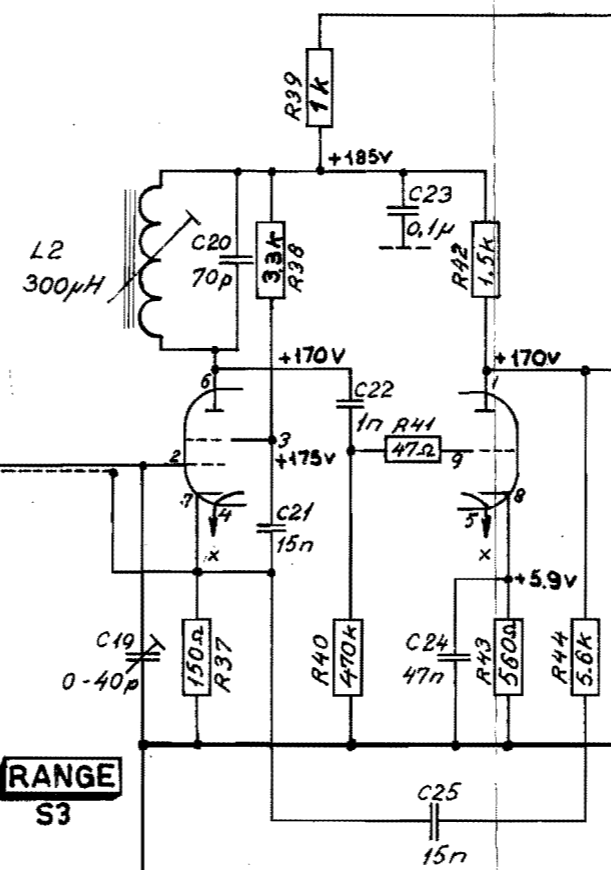 R39
1k
+185V
C23
0,1µ
L2
300µH
C20
70p
3,3k
R38
R42
1.5k
+170V
+170V
6
1
C22
1n
R41
47Ω
3
+175V
2
9
7
4
8
5
C21
15n
x
x
+5.9V
C19
0-40p
150Ω
R37
R40
470k
C24
47n
R43
560Ω
R44
5.6k
RANGE
S3
C25
15n